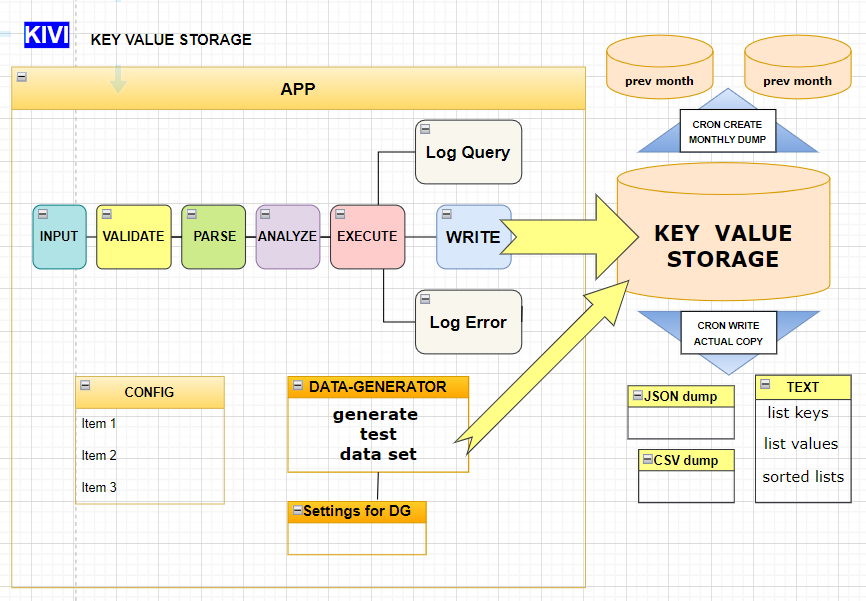 KIVI
KEY VALUE STORAGE
APP
prev month
prev month
CRON CREATE
MONTHLY DUMP
Log Query
INPUT
VALIDATE
PARSE
ANALYZE
EXECUTE
WRITE
KEY VALUE
STORAGE
Log Error
CRON WRITE
ACTUAL COPY
CONFIG
Item 1
Item 2
Item 3
DATA-GENERATOR
generate
test
data set
Settings for DG
JSON dump
CSV dump
TEXT
list keys
list values
sorted lists